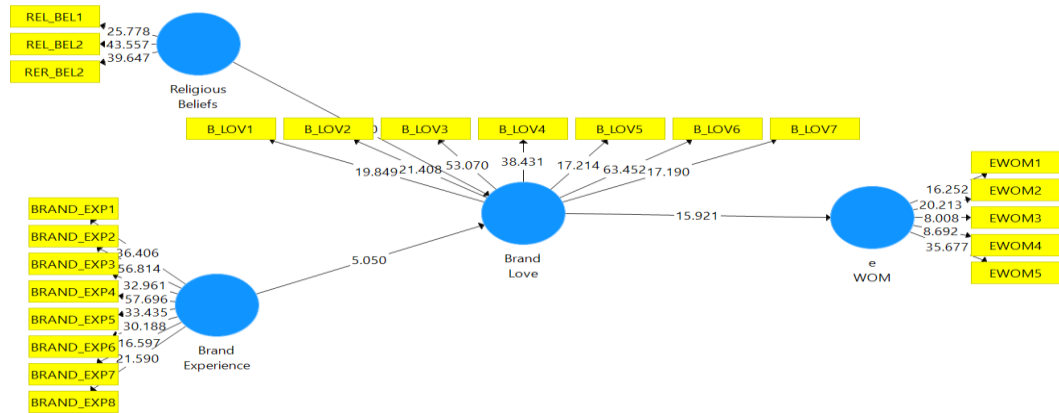 REL_BEL1
REL_BEL2
RER_BEL2
25.778
43.557
39.647
Religious
Beliefs
B_LOV1
B_LOV2
B_LOV3
B_LOV4
B_LOV5
B_LOV6
B_LOV7
19.849
21.408
53.070
38.431
17.214
63.452
17.190
Brand
Love
BRAND_EXP1
BRAND_EXP2
BRAND_EXP3
BRAND_EXP4
BRAND_EXP5
BRAND_EXP6
BRAND_EXP7
BRAND_EXP8
36.406
56.814
32.961
57.696
33.435
30.188
16.597
21.590
Brand
Experience
5.050
15.921
EWOM1
EWOM2
EWOM3
EWOM4
EWOM5
16.252
20.213
8.008
8.692
35.677
e
WOM